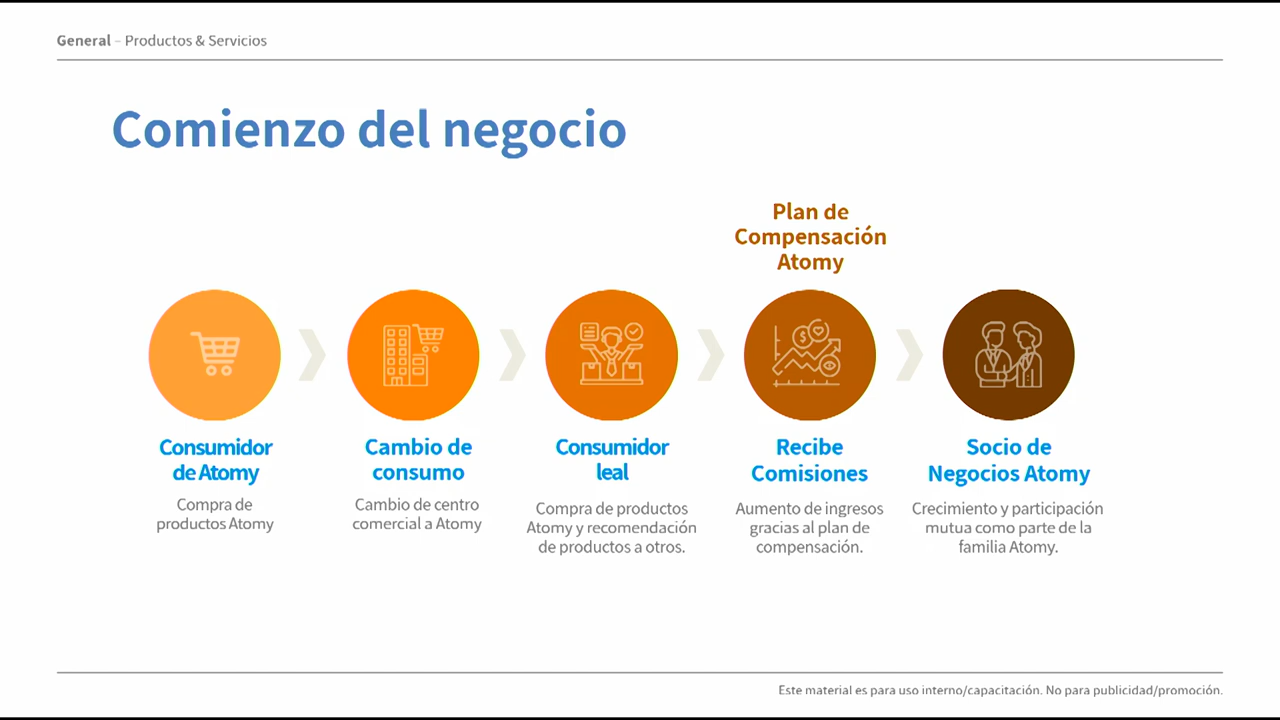 General – Productos & Servicios
Comienzo del negocio
Plan de
Compensación
Atomy
Consumidor
de Atomy
Compra de
productos Atomy
Cambio de
consumo
Cambio de centro
comercial a Atomy
Consumidor
leal
Compra de productos
Atomy y recomendación
de productos a otros.
Recibe
Comisiones
Aumento de ingresos
gracias al plan de
compensación.
Socio de
Negocios Atomy
Crecimiento y participación
mutua como parte de la
familia Atomy.
Este material es para uso interno/capacitación. No para publicidad/promoción.